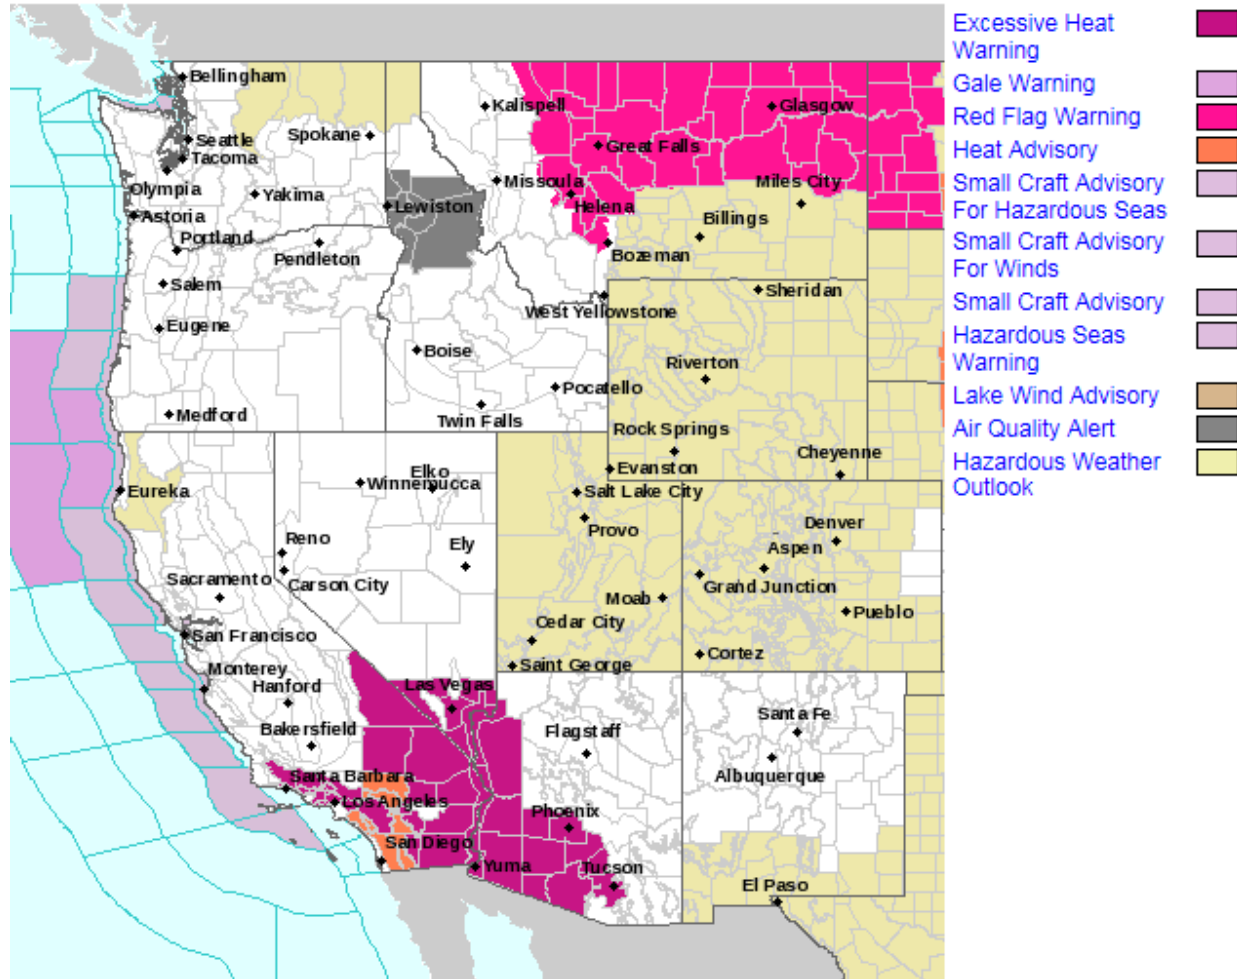 Excessive Heat
Warning
Gale Warning
Red Flag Warning
Heat Advisory
Small Craft Advisory
For Hazardous Seas
Small Craft Advisory
For Winds
Small Craft Advisory
Hazardous Seas
Warning
Lake Wind Advisory
Air Quality Alert
Hazardous Weather
Outlook
Bellingham
Kalispell
Glasgow
Seattle
Spokane
Great Falls
Tacoma
Olympia
Yakima
Missoula
Miles City
Lewiston
Helena
Astoria
Billings
Portland
Pendleton
Bozeman
Salem
Sheridan
West Yellowstone
Eugene
Boise
Riverton
Pocatello
Medford
Twin Falls
Rock Springs
Cheyenne
Elko
Evanston
Eureka
Winnemucca
Salt Lake City
Provo
Denver
Reno
Ely
Aspen
Sacramento
Carson City
Grand Junction
Moab
Pueblo
Cedar City
San Francisco
Cortez
Monterey
Saint George
Hanford
Las Vegas
Santa Fe
Bakersfield
Flagstaff
Albuquerque
Santa Barbara
Los Angeles
Phoenix
San Diego
Yuma
Tucson
El Paso